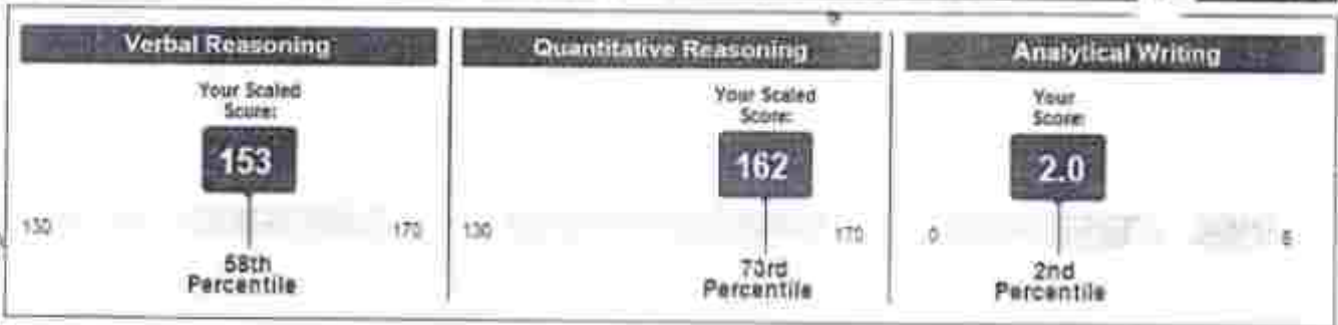 Verbal Reasoning
Your Scaled
Score:
153
130
170
58th
Percentile
Quantitative Reasoning
Your Scaled
Score:
162
130
170
73rd
Percentile
Analytical Writing
Your
Score:
2.0
0
6
2nd
Percentile